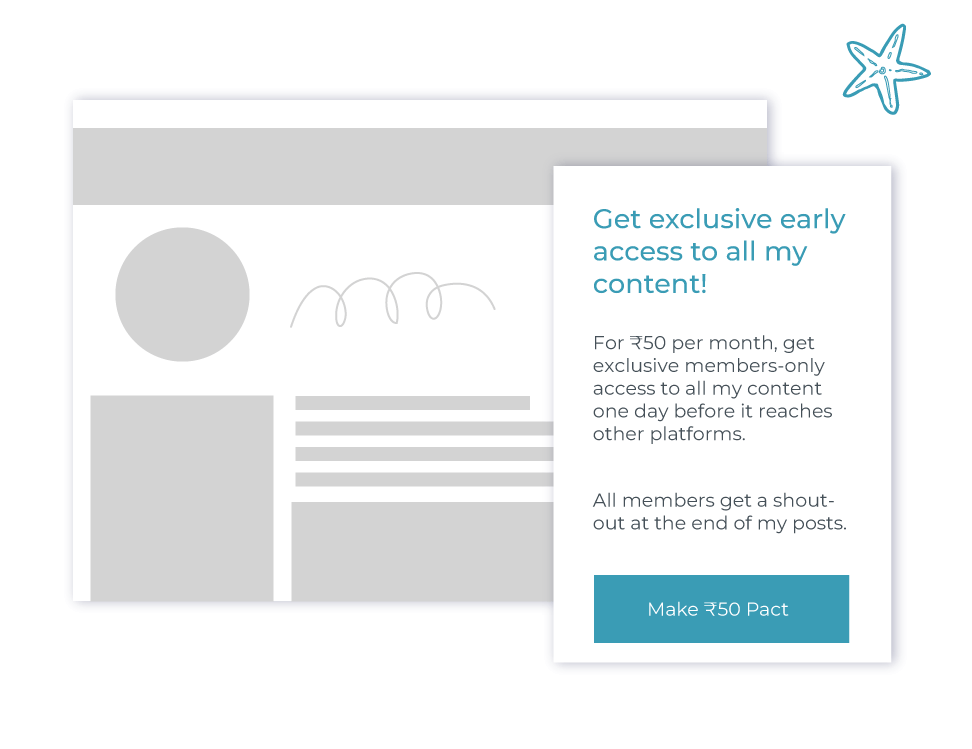 Get exclusive early
access to all my
content!
For ₹50 per month, get
exclusive members-only
access to all my content
one day before it reaches
other platforms.
All members get a shout-
out at the end of my posts.
Make ₹50 Pact